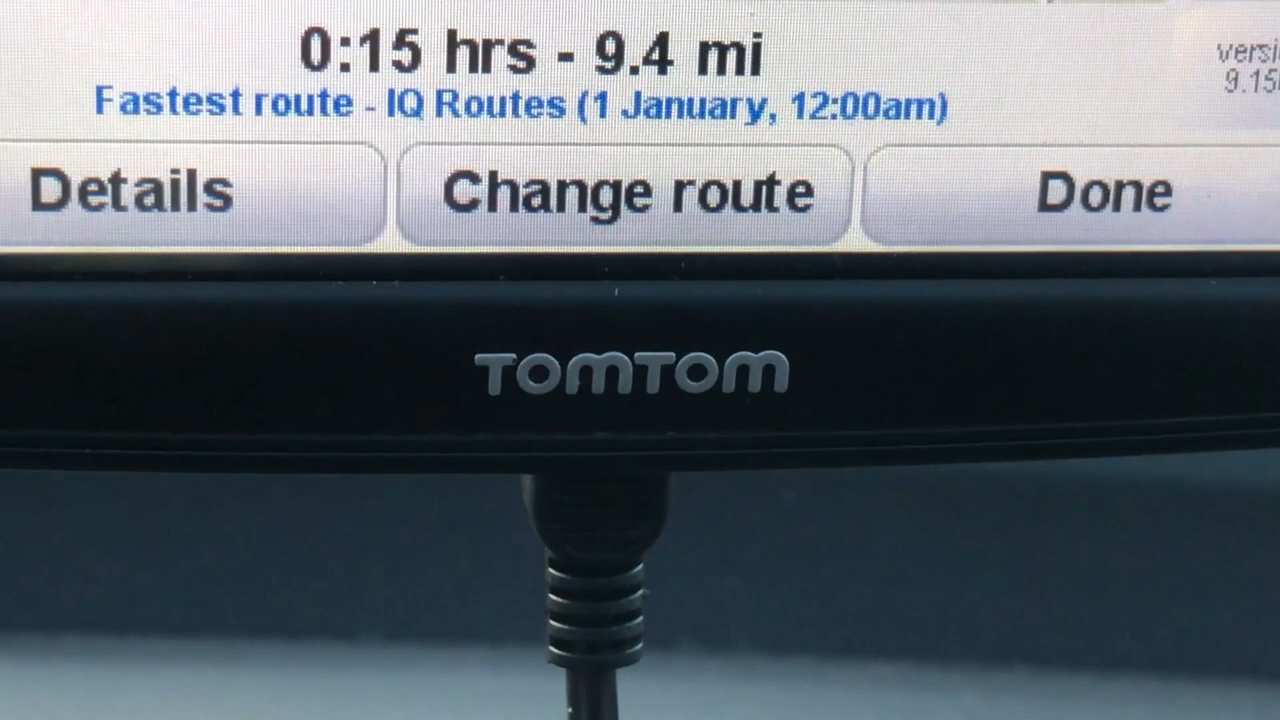 0:15 hrs - 9.4 mi
Fastest route - IQ Routes (1 January, 12:00am)
Details
Change route
Done
TOMTOM